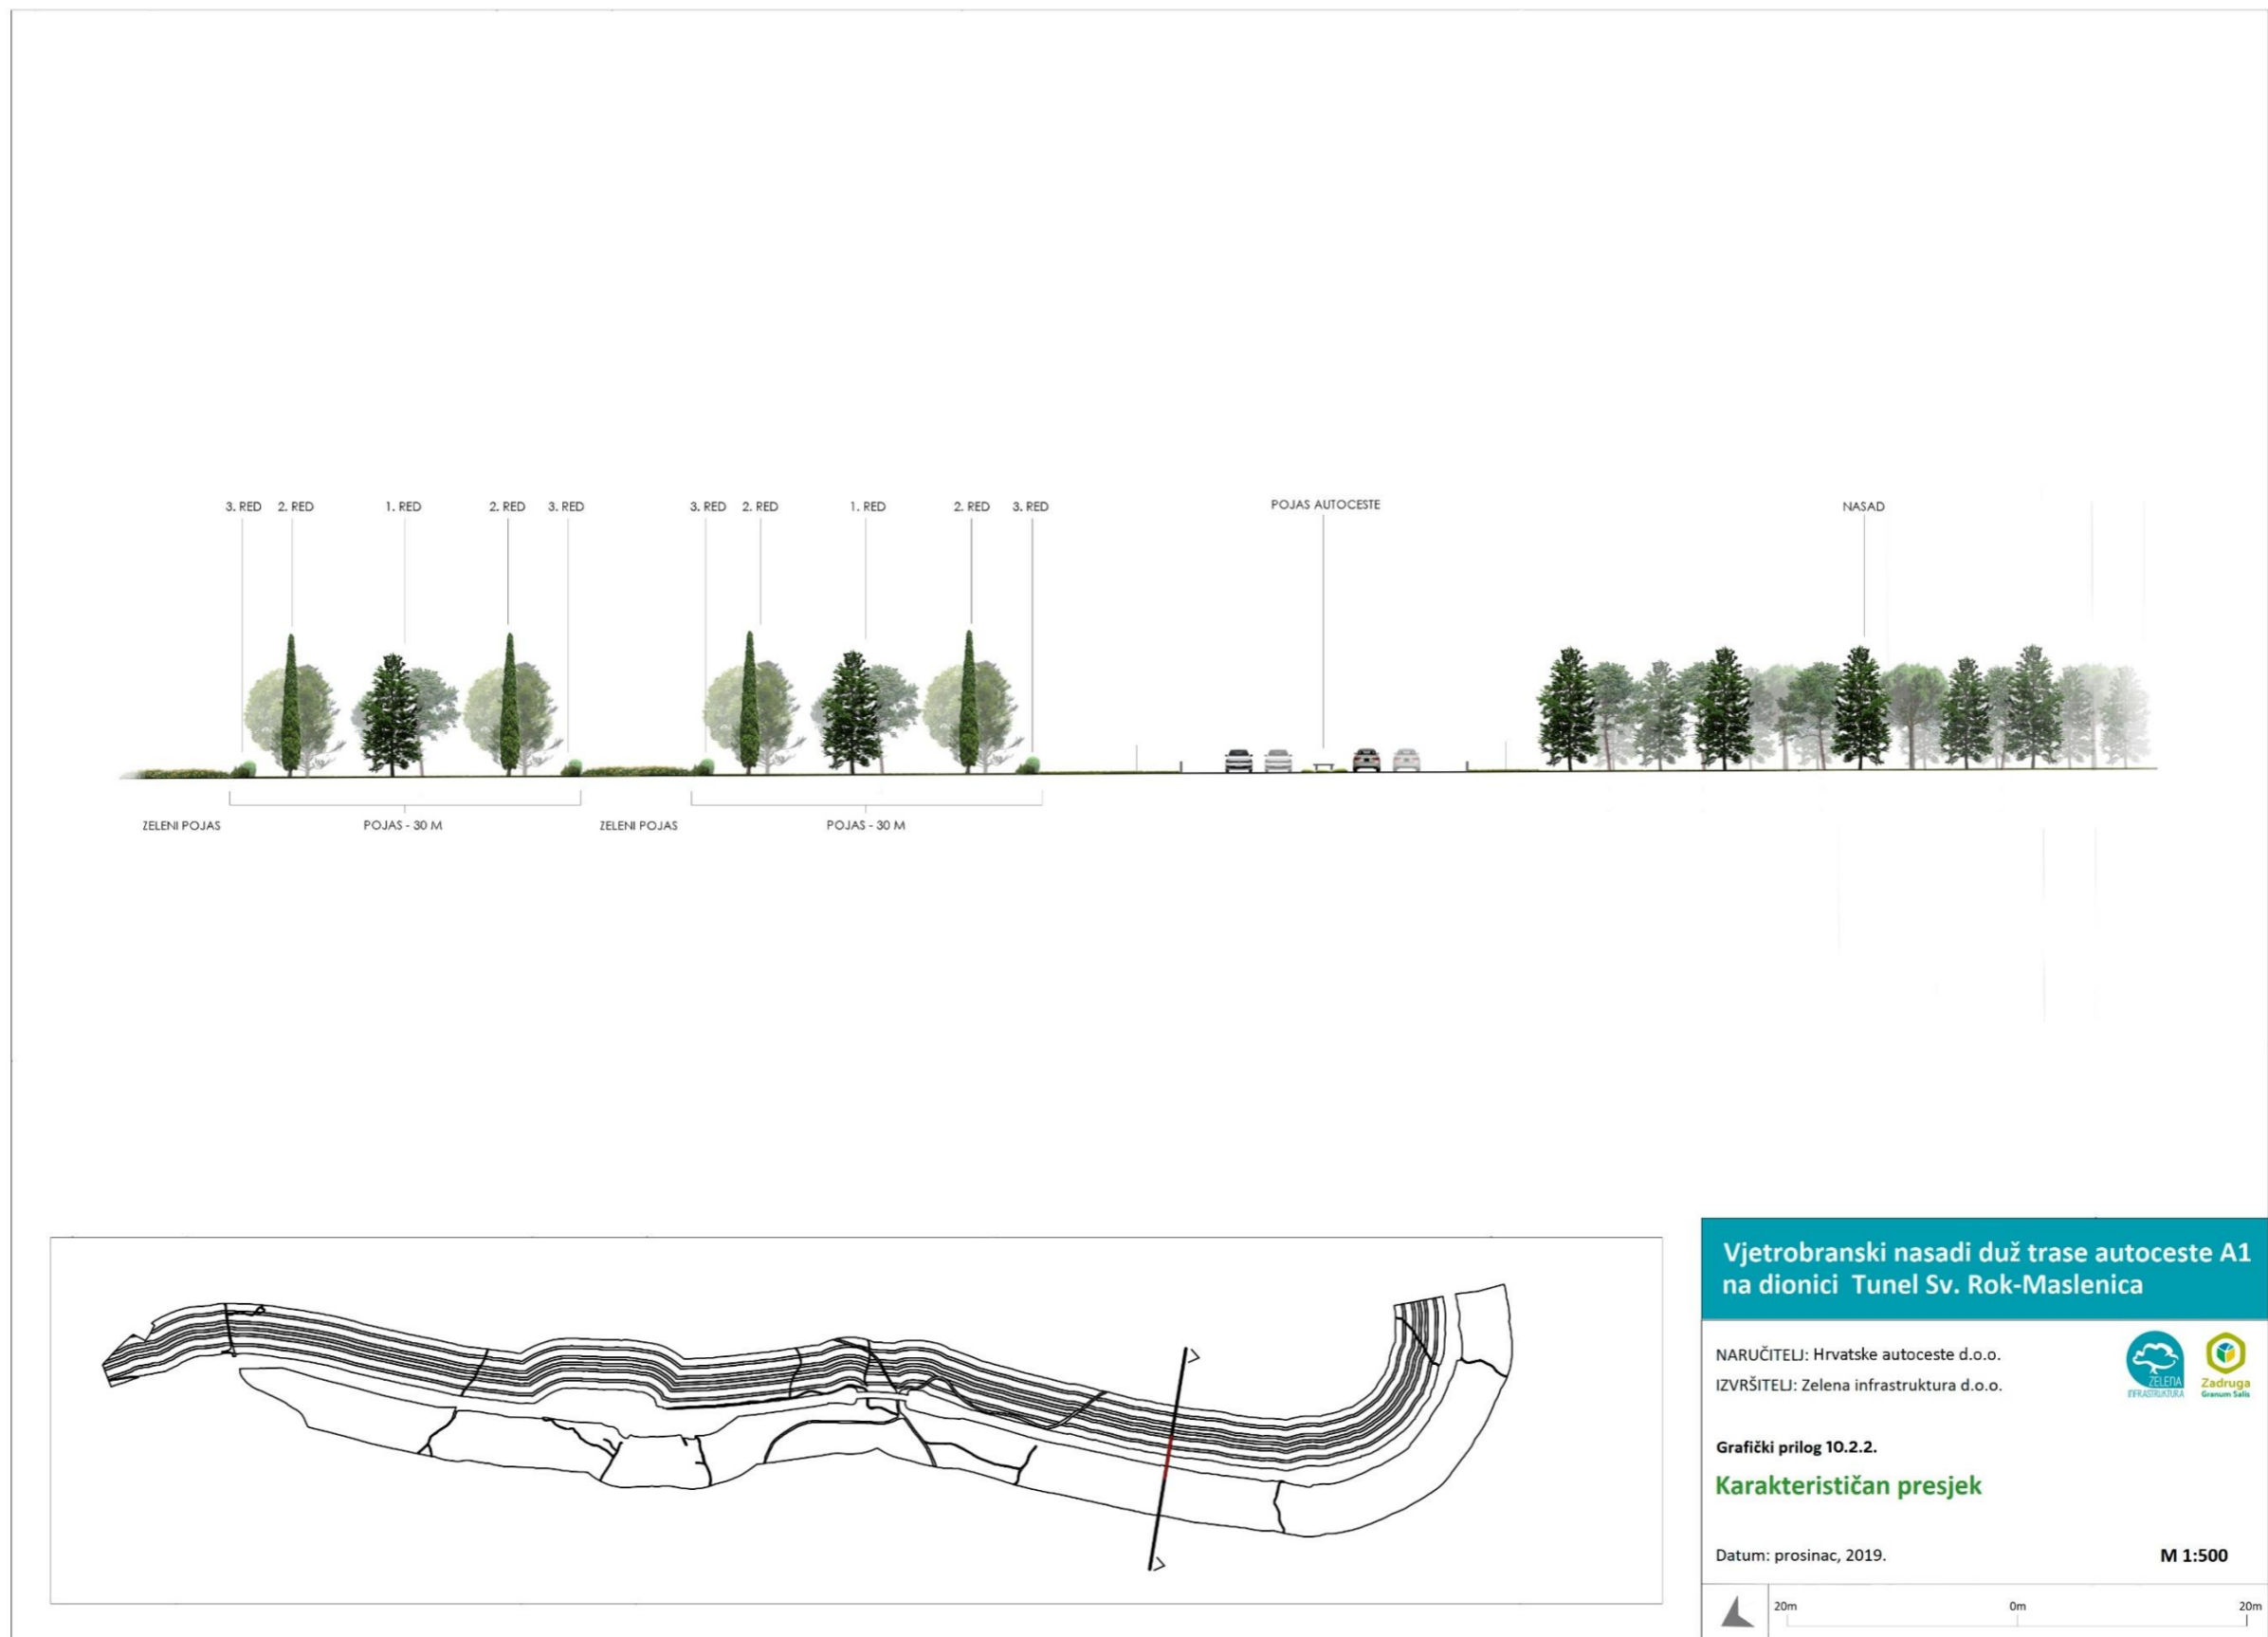 3. RED 2. RED 1. RED 2. RED 3. RED 3. RED 2. RED 1. RED 2. RED 3. RED POJAS AUTOCESTE NASAD
ZELENI POJAS POJAS - 30 M ZELENI POJAS POJAS - 30 M
Vjetrobranski nasadi duž trase autoceste A1
na dionici Tunel Sv. Rok-Maslenica
NARUČITELJ: Hrvatske autoceste d.o.o.
IZVRŠITELJ: Zelena infrastruktura d.o.o.
ZELENA
INFRASTRUKTURA
Zadruga
Granum Salis
Grafički prilog 10.2.2.
Karakterističan presjek
Datum: prosinac, 2019. M 1:500
20m 0m 20m